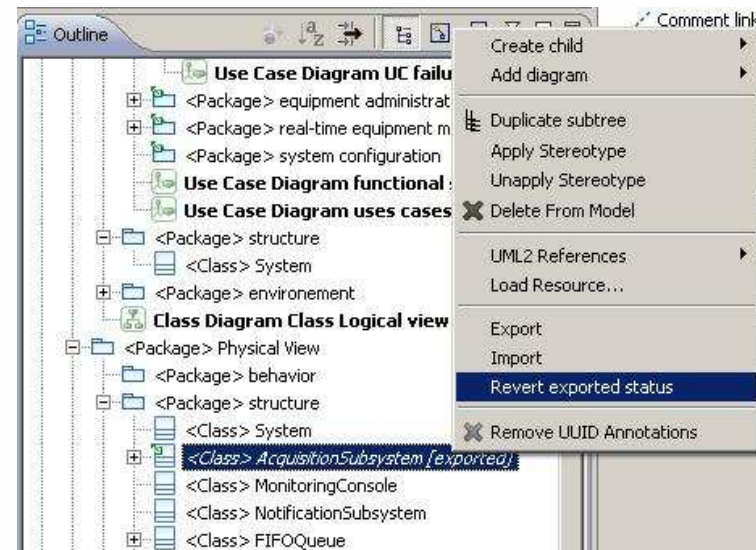 Outline
Use Case Diagram UC failu
<Package> equipment administrat
<Package> real-time equipment m
<Package> system configuration
Use Case Diagram functional
Use Case Diagram uses cases
<Package> structure
<Class> System
<Package> environement
Class Diagram Class Logical view
<Package> Physical View
<Package> behavior
<Package> structure
<Class> System
<Class> AcquisitionSubsystem [exported]
<Class> MonitoringConsole
<Class> NotificationSubsystem
<Class> FIFOQueue
Comment link
Create child
Add diagram
Duplicate subtree
Apply Stereotype
Unapply Stereotype
Delete From Model
UML2 References
Load Resource...
Export
Import
Revert exported status
Remove UUID Annotations